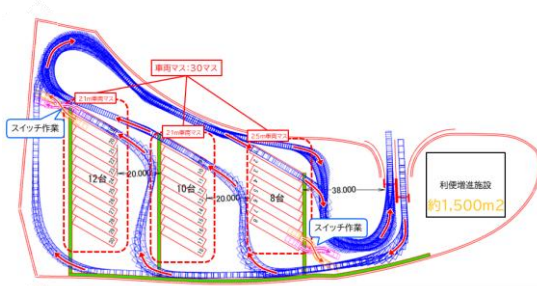 車両マス:30マス
21m車両マス
スイッチ作業
21m車両マス
25m車両マス
12台
20.000
10台
20.000
8台
38.000
利便増進施設
約1,500m2
スイッチ作業